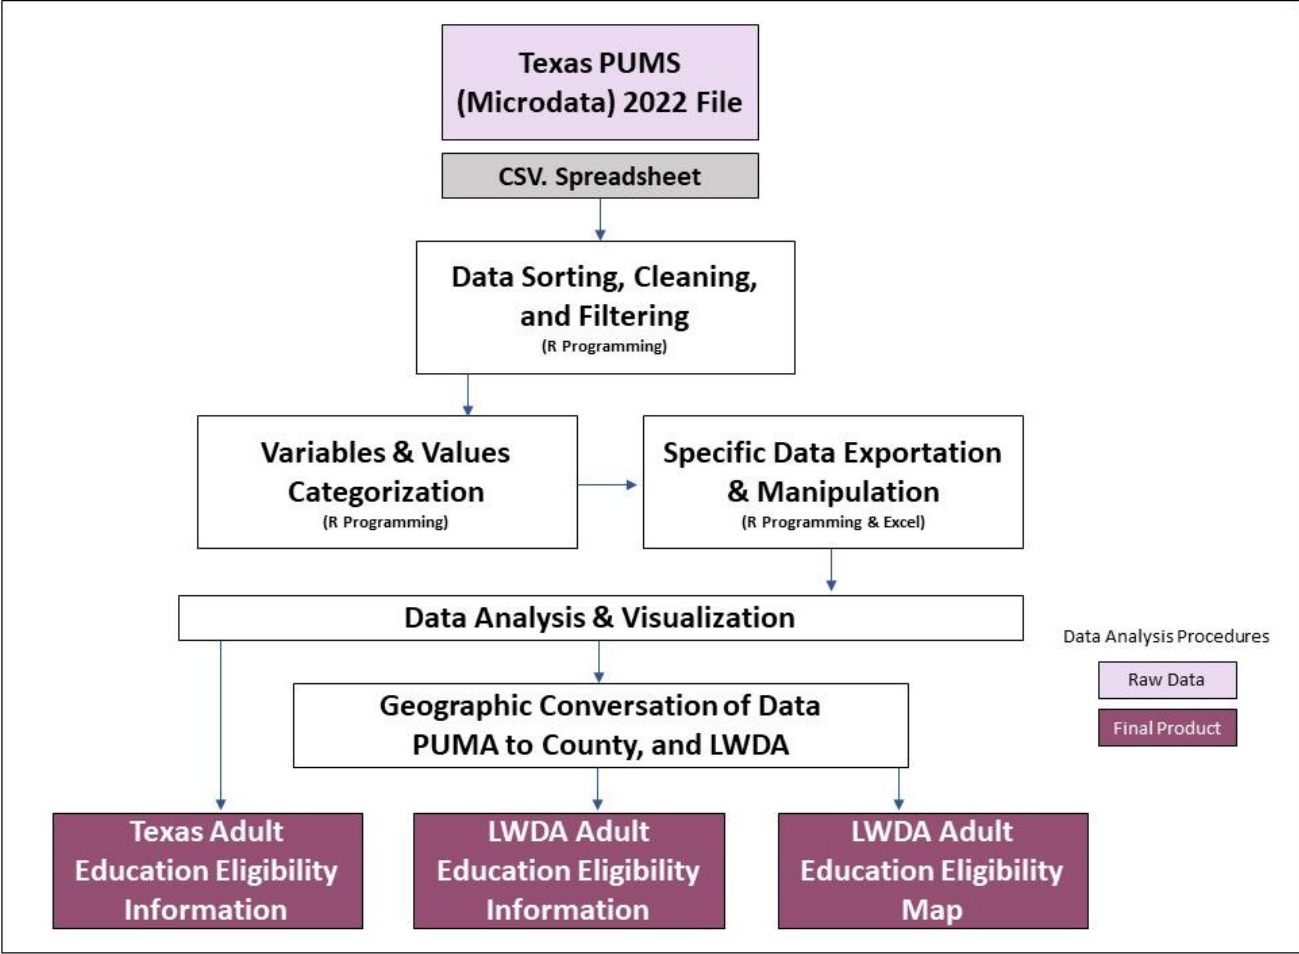 Texas PUMS
(Microdata) 2022 File
CSV. Spreadsheet
Data Sorting, Cleaning,
and Filtering
(R Programming)
Variables & Values
Categorization
(R Programming)
Specific Data Exportation
& Manipulation
(R Programming & Excel)
Data Analysis & Visualization
Geographic Conversation of Data
PUMA to County, and LWDA
Data Analysis Procedures
Raw Data
Final Product
Texas Adult
Education Eligibility
Information
LWDA Adult
Education Eligibility
Information
LWDA Adult
Education Eligibility
Map